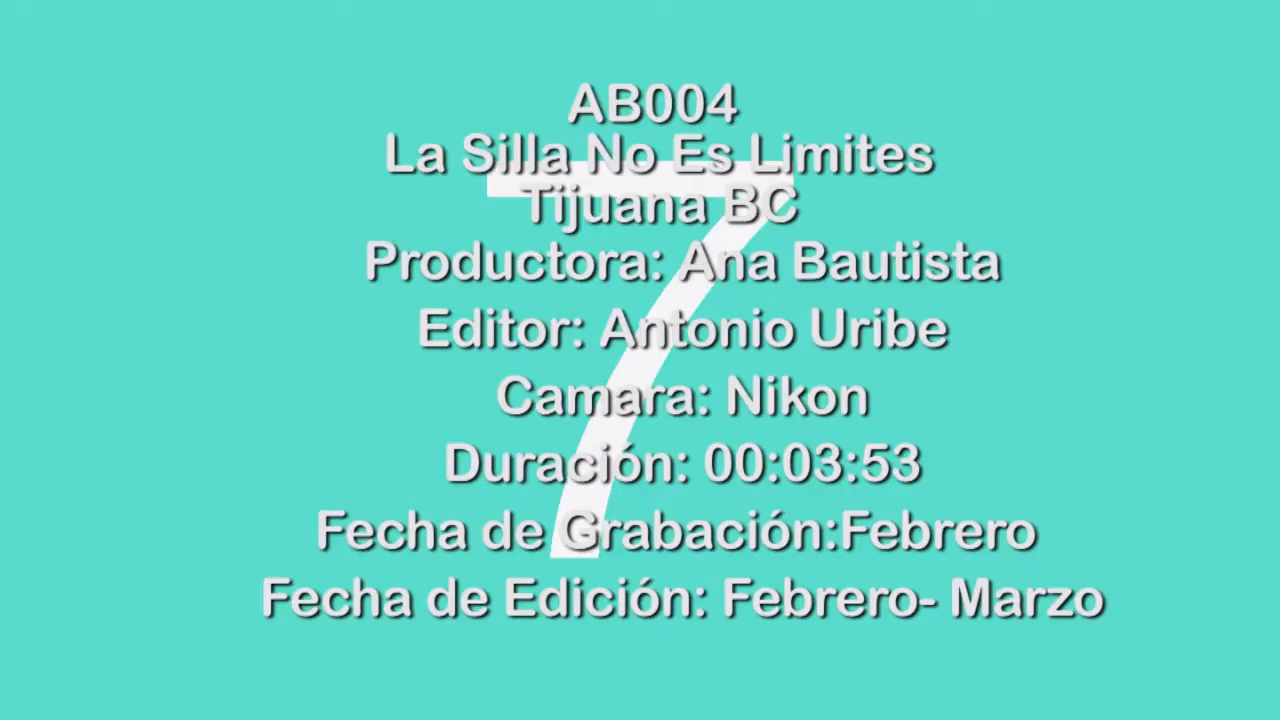 AB004
La Silla No Es Limites
Tijuana BC
Productora: Ana Bautista
Editor: Antonio Uribe
Camara: Nikon
Duración: 00:03:53
Fecha de Grabación:Febrero
Fecha de Edición: Febrero- Marzo
7